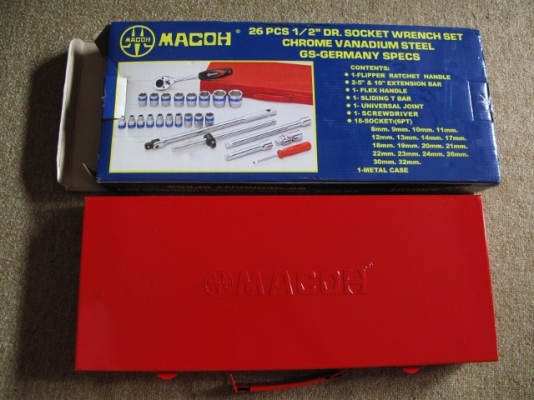 MACOH
MACOH®
26 PCS 1/2" DR. SOCKET WRENCH SET
CHROME VANADIUM STEEL
GS-GERMANY SPECS
CONTENTS:
• 1-FLIPPER RATCHET HANDLE
• 2-5" & 10" EXTENSION BAR
• 1- FLEX HANDLE
• 1- SLIDING T BAR
• 1- UNIVERSAL JOINT
• 1- SCREWDRIVER
• 18-SOCKET:(6PT)
8mm, 9mm, 10mm, 11mm,
12mm, 13mm, 14mm, 17mm,
18mm, 19mm, 20mm, 21mm,
22mm, 23mm, 24mm, 26mm,
30mm, 32mm.
1-METAL CASE
MACOH